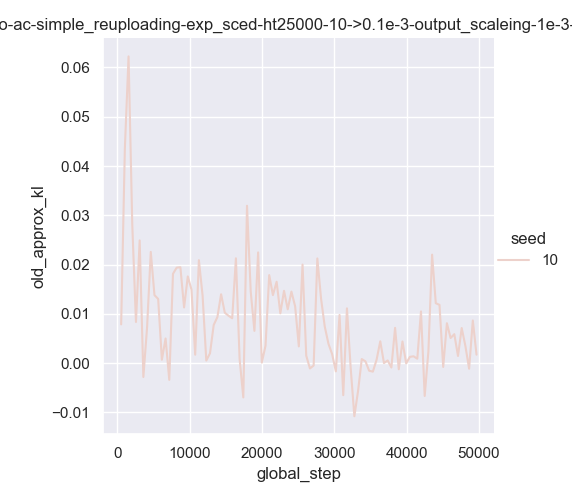 o-ac-simple_reuploading-exp_sced-ht25000-10->0.1e-3-output_scaleing-1e-3-
0.06
0.05
0.04
0.03
0.02
0.01
0.00
−0.01
old_approx_kl
0 10000 20000 30000 40000 50000
global_step
seed
10